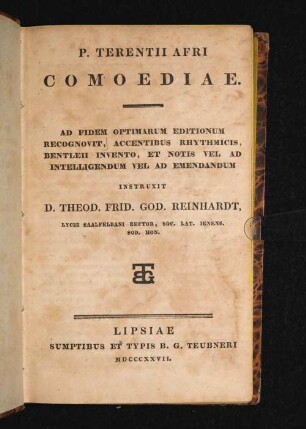 P. TERENTII AFRI
COMOEDIAE.
AD FIDEM OPTIMARUM EDITIONUM
RECOGNOVIT, ACCENTIBUS RHYTHMICIS,
BENTLEII INVENTO, ET NOTIS VEL AD
INTELLIGENDUM VEL AD EMENDANDUM
INSTRUXIT
D. THEOD. FRID. GOD. REINHARDT,
LYCEI SAALFELDANI RECTOR, SOC. LAT. IENENS.
SOD. HON.
BTG
LIPSIAE
SUMPTIBUS ET TYPIS B. G. TEUBNERI
MDCCCXXVII.